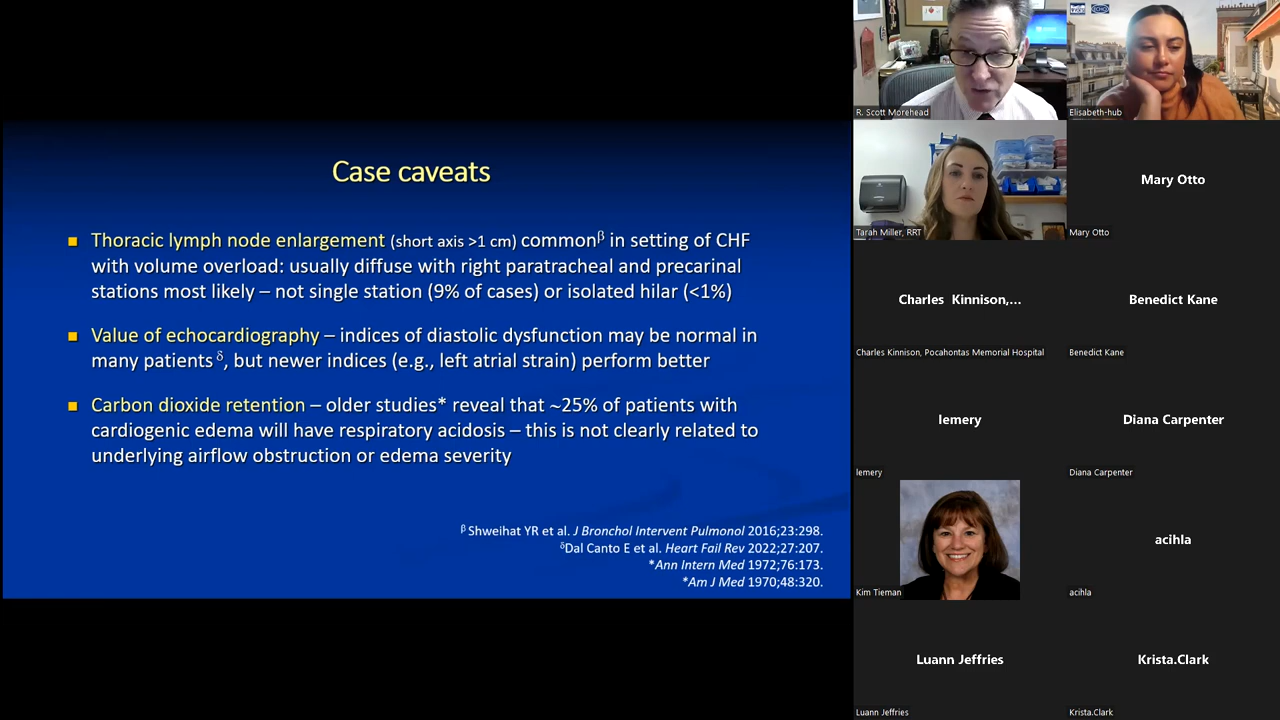 Case caveats
■ Thoracic lymph node enlargement (short axis >1 cm) commonᵝ in setting of CHF
with volume overload: usually diffuse with right paratracheal and precarinal
stations most likely – not single station (9% of cases) or isolated hilar (<1%)
■ Value of echocardiography – indices of diastolic dysfunction may be normal in
many patients ᵟ, but newer indices (e.g., left atrial strain) perform better
■ Carbon dioxide retention – older studies* reveal that ~25% of patients with
cardiogenic edema will have respiratory acidosis – this is not clearly related to
underlying airflow obstruction or edema severity
ᵝ Shweihat YR et al. J Bronchol Intervent Pulmonol 2016;23:298.
ᵟDal Canto E et al. Heart Fail Rev 2022;27:207.
*Ann Intern Med 1972;76:173.
*Am J Med 1970;48:320.
R. Scott Morehead
Elisabeth-hub
Tarah Miller, RRT
Mary Otto
Mary Otto
Charles Kinnison,...
Charles Kinnison, Pocahontas Memorial Hospital
Benedict Kane
Benedict Kane
lemery
lemery
Diana Carpenter
Diana Carpenter
Kim Tieman
acihla
acihla
Luann Jeffries
Luann Jeffries
Krista.Clark
Krista.Clark